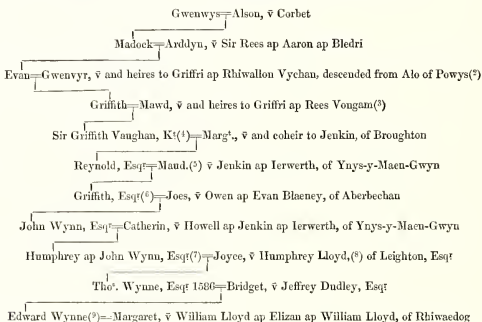 Gwenwys=Alson, v̄ Corbet
Madock=Arddyn, v̄ Sir Rees ap Aaron ap Bledri
Evan=Gwenvyr, v̄ and heires to Griffri ap Rhiwallon Vychan, descended from Alo of Powys(²)
Griffith=Mawd, v̄ and heires to Griffri ap Rees Vougam(³)
Sir Griffith Vaughan, Kᵗ(⁴)=Margᵗ., v̄ and coheir to Jenkin, of Broughton
Reynold, Esqʳ=Maud.(⁵) v̄ Jenkin ap Ierwerth, of Ynys-y-Maen-Gwyn
Griffith, Esqʳ(⁶)=Joes, v̄ Owen ap Evan Blaeney, of Aberbechan
John Wynn, Esqʳ=Catherin, v̄ Howell ap Jenkin ap Ierwerth, of Ynys-y-Maen-Gwyn
Humphrey ap John Wynn, Esqʳ(⁷)=Joyce, v̄ Humphrey Lloyd,(⁸) of Leighton, Esqʳ
Thoˢ. Wynne, Esqʳ 1586=Bridget, v̄ Jeffrey Dudley, Esqʳ
Edward Wynne(⁹)=Margaret, v̄ William Lloyd ap Elizan ap William Lloyd, of Rhiwaedog